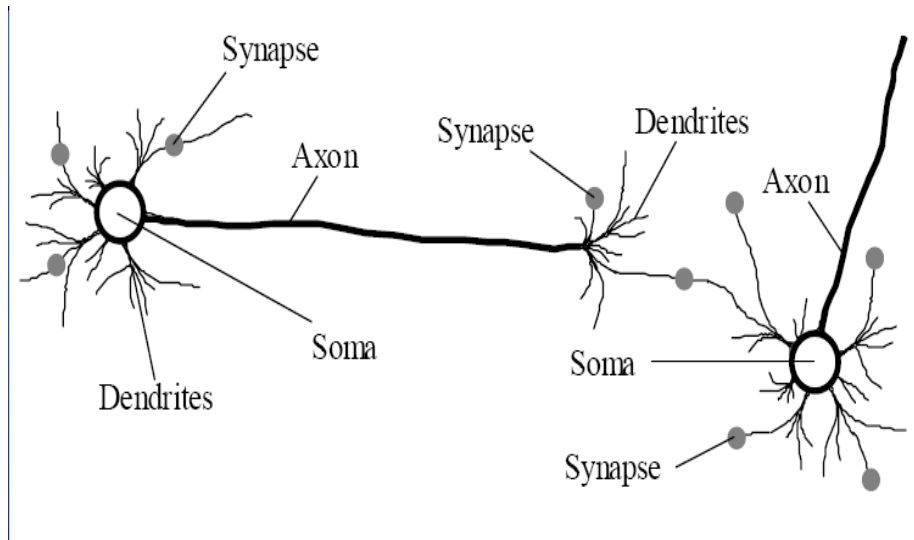 Synapse
Synapse
Dendrites
Axon
Axon
Soma
Soma
Dendrites
Synapse